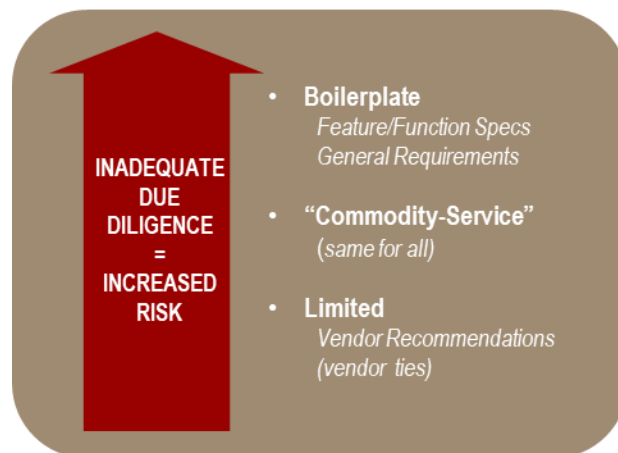 INADEQUATE
DUE
DILIGENCE
=
INCREASED
RISK
• Boilerplate
Feature/Function Specs
General Requirements
• “Commodity-Service”
(same for all)
• Limited
Vendor Recommendations
(vendor ties)